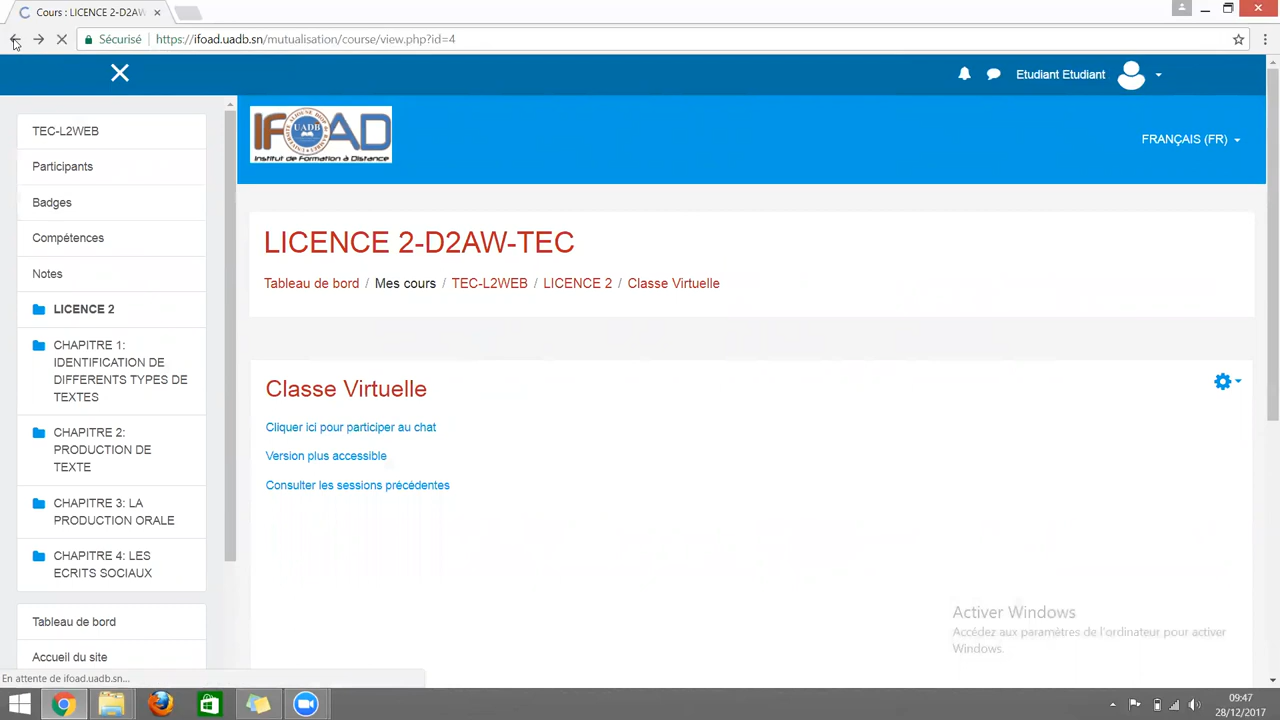 Cours : LICENCE 2-D2AW
Sécurisé https://ifoad.uadb.sn/mutualisation/course/view.php?id=4
Etudiant Etudiant
IFOAD
UADB
Institut de Formation à Distance
FRANÇAIS (FR)
TEC-L2WEB
Participants
Badges
Compétences
Notes
LICENCE 2
CHAPITRE 1:
IDENTIFICATION DE
DIFFERENTS TYPES DE
TEXTES
CHAPITRE 2:
PRODUCTION DE
TEXTE
CHAPITRE 3: LA
PRODUCTION ORALE
CHAPITRE 4: LES
ECRITS SOCIAUX
Tableau de bord
Accueil du site
LICENCE 2-D2AW-TEC
Tableau de bord / Mes cours / TEC-L2WEB / LICENCE 2 / Classe Virtuelle
Classe Virtuelle
Cliquer ici pour participer au chat
Version plus accessible
Consulter les sessions précédentes
Activer Windows
Accédez aux paramètres de l'ordinateur pour activer
Windows.
En attente de ifoad.uadb.sn...
09:47
28/12/2017